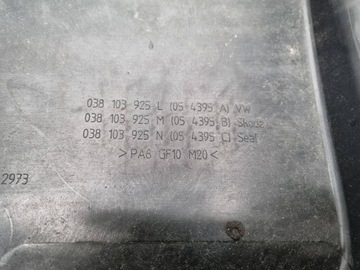 038 103 925 L (05 4395 A) VW
038 103 925 M (05 4395 B) Skoda
038 103 925 N (05 4395 C) Seat
>PA6 GF10 M20<
2973